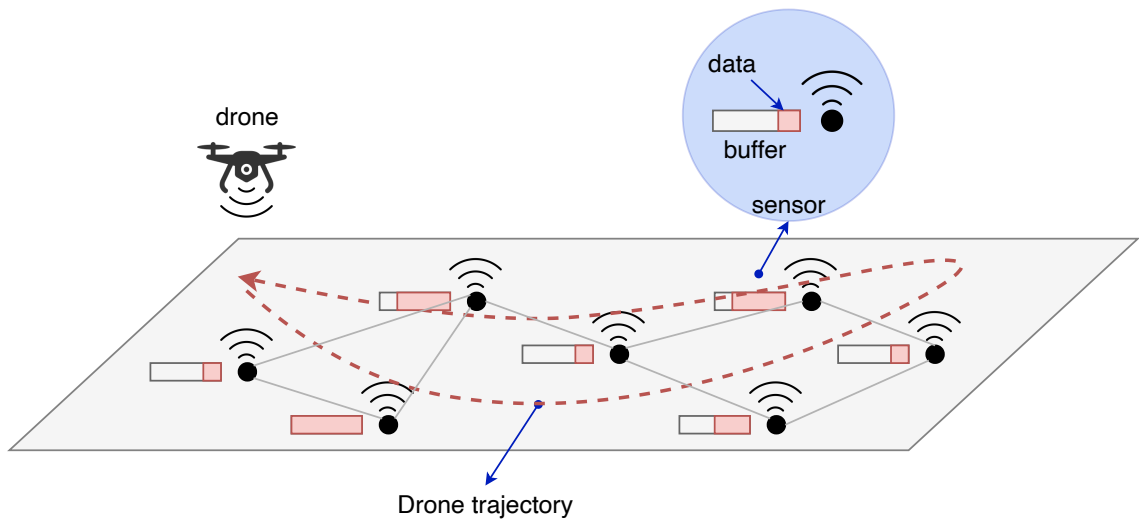 data
drone
buffer
sensor
Drone trajectory